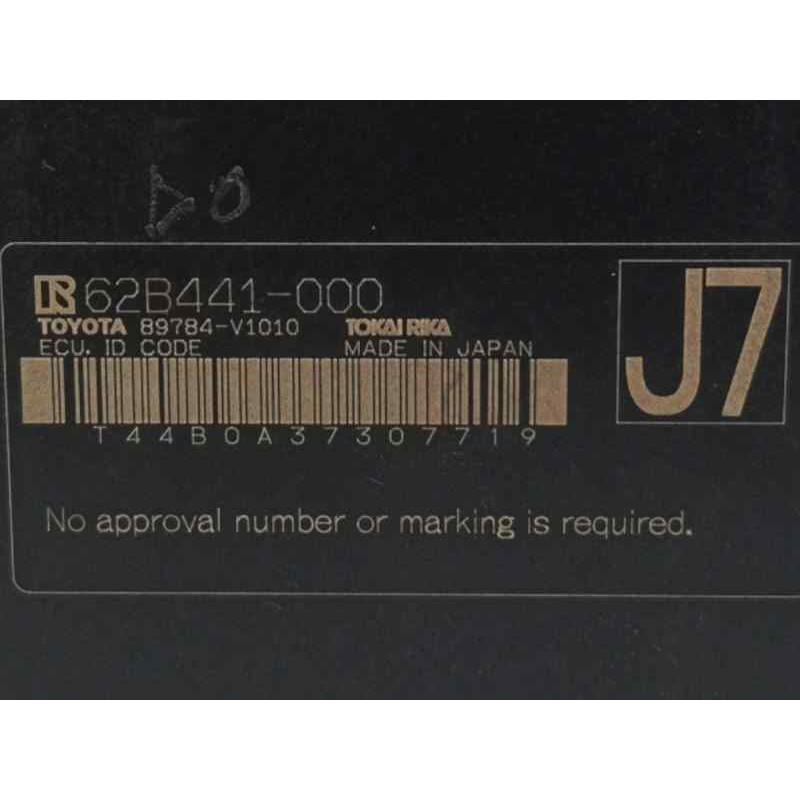 62B441-000
TOYOTA 89784-V1010 TOKAI RIKA
ECU. ID CODE MADE IN JAPAN
J7
T44B0A37307719
No approval number or marking is required.